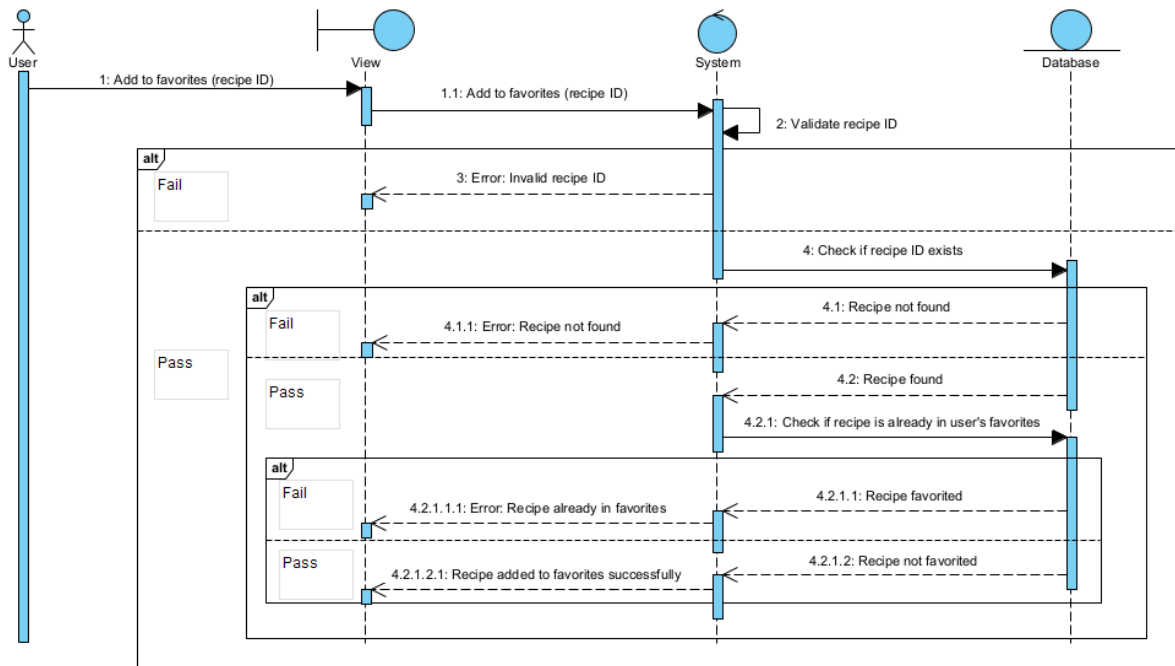 User
View
System
Database
1: Add to favorites (recipe ID)
1.1: Add to favorites (recipe ID)
2: Validate recipe ID
alt
Fail
3: Error: Invalid recipe ID
4: Check if recipe ID exists
alt
Fail
4.1: Recipe not found
4.1.1: Error: Recipe not found
Pass
4.2: Recipe found
Pass
4.2.1: Check if recipe is already in user's favorites
alt
Fail
4.2.1.1: Recipe favorited
4.2.1.1.1: Error: Recipe already in favorites
Pass
4.2.1.2: Recipe not favorited
4.2.1.2.1: Recipe added to favorites successfully